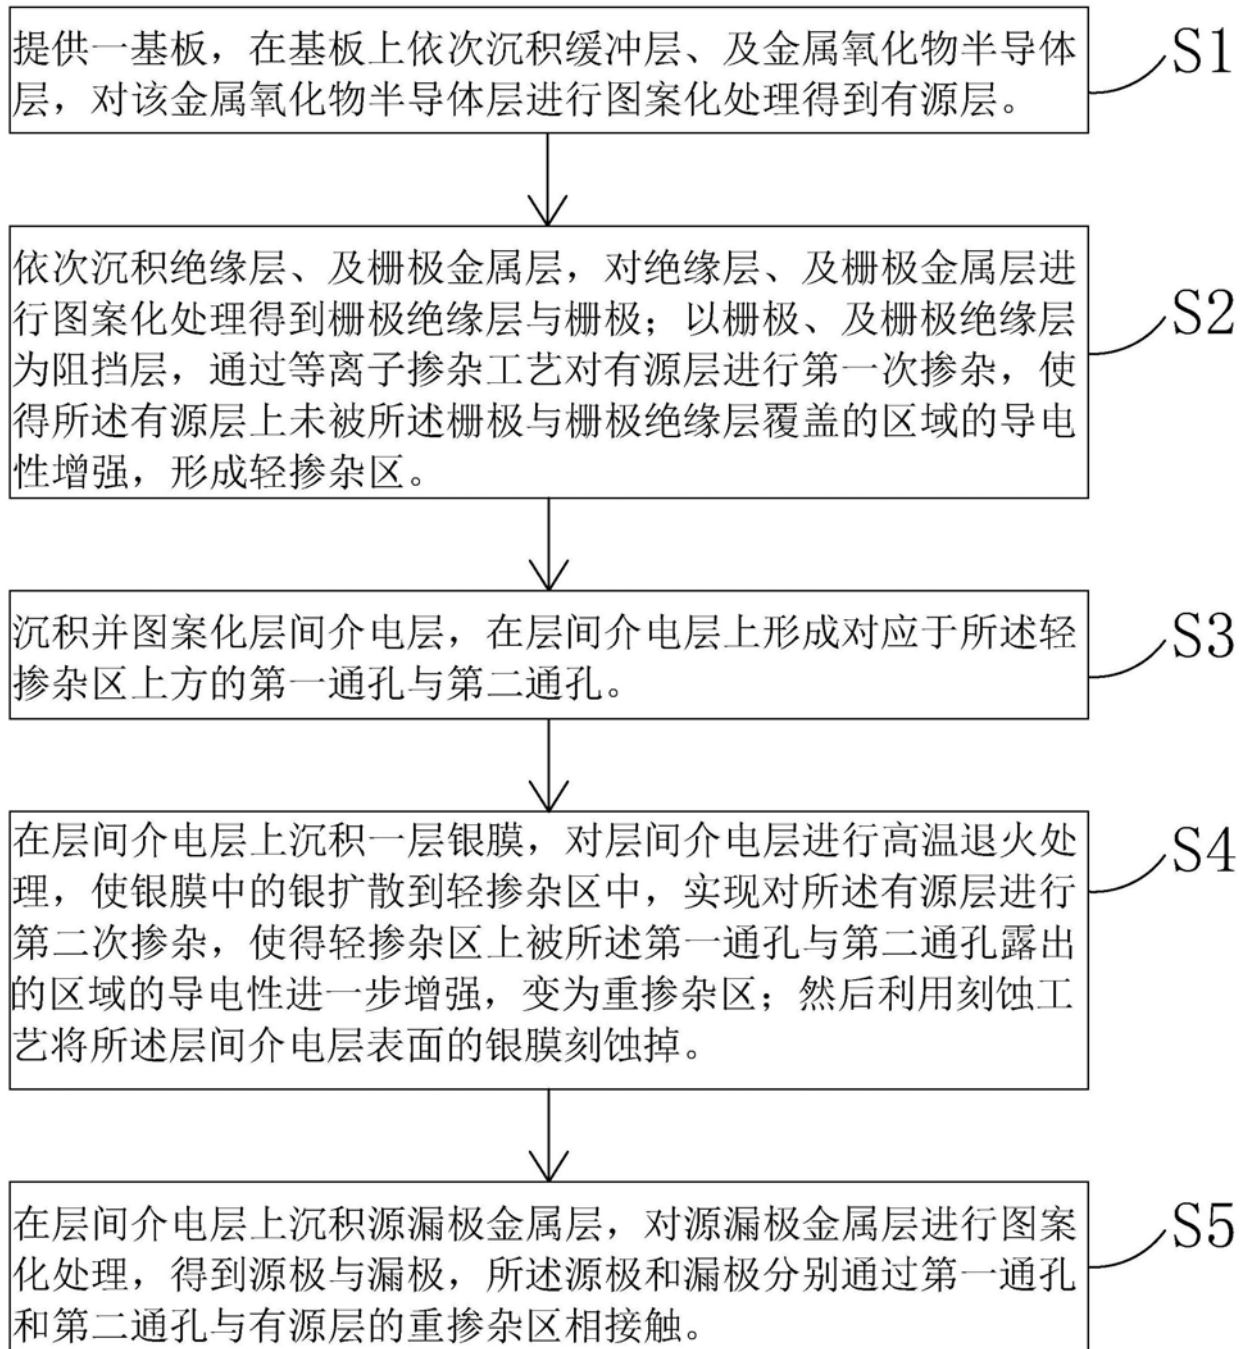 提供一基板，在基板上依次沉积缓冲层、及金属氧化物半导体
层，对该金属氧化物半导体层进行图案化处理得到有源层。
S1
依次沉积绝缘层、及栅极金属层，对绝缘层、及栅极金属层进
行图案化处理得到栅极绝缘层与栅极；以栅极、及栅极绝缘层
为阻挡层，通过等离子掺杂工艺对有源层进行第一次掺杂，使
得所述有源层上未被所述栅极与栅极绝缘层覆盖的区域的导电
性增强，形成轻掺杂区。
S2
沉积并图案化层间介电层，在层间介电层上形成对应于所述轻
掺杂区上方的第一通孔与第二通孔。
S3
在层间介电层上沉积一层银膜，对层间介电层进行高温退火处
理，使银膜中的银扩散到轻掺杂区中，实现对所述有源层进行
第二次掺杂，使得轻掺杂区上被所述第一通孔与第二通孔露出
的区域的导电性进一步增强，变为重掺杂区；然后利用刻蚀工
艺将所述层间介电层表面的银膜刻蚀掉。
S4
在层间介电层上沉积源漏极金属层，对源漏极金属层进行图案
化处理，得到源极与漏极，所述源极和漏极分别通过第一通孔
和第二通孔与有源层的重掺杂区相接触。
S5